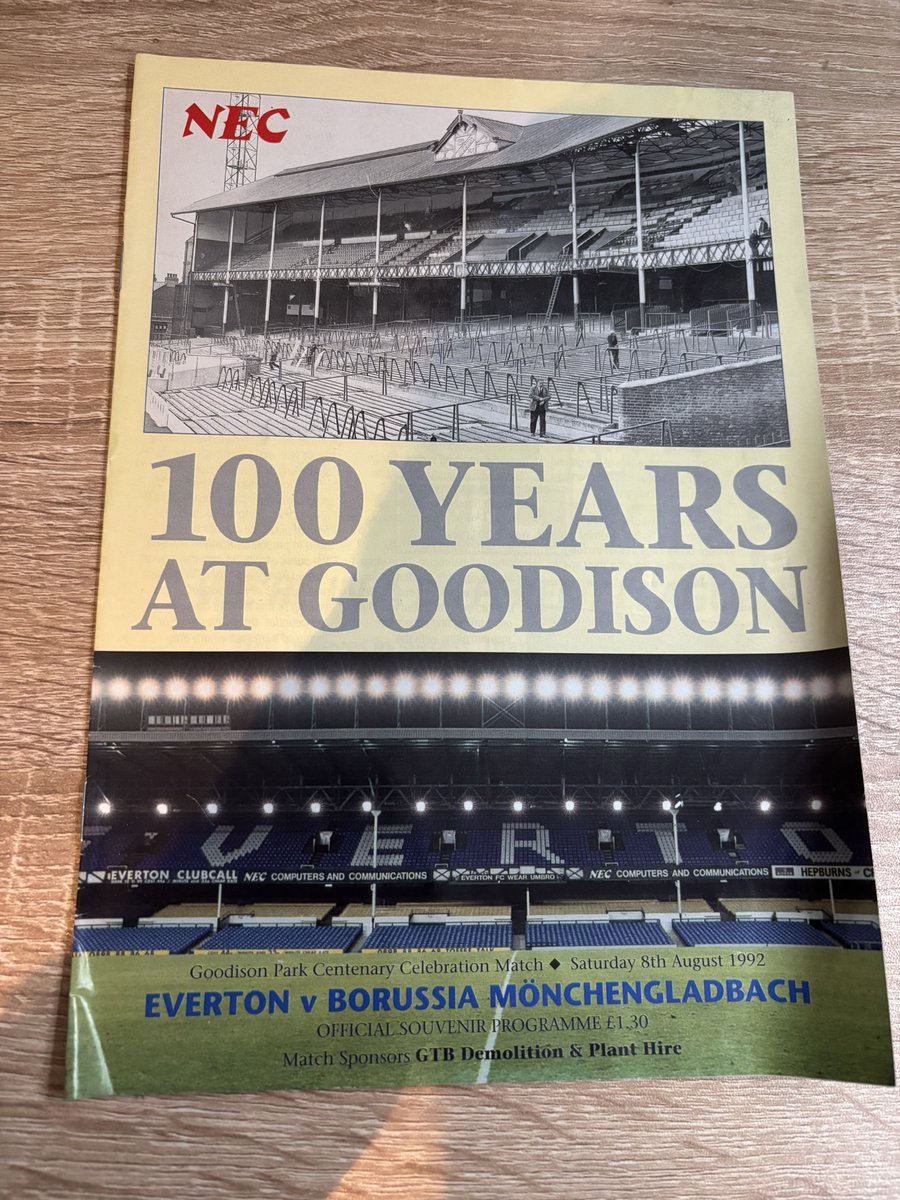 NEC
100 YEARS
AT GOODISON
EVERTO
EVERTON CLUBCALL
NEC COMPUTERS AND COMMUNICATIONS
EVERTON FC WEAR UMBRO
NEC COMPUTERS AND COMMUNICATIONS
HEPBURNS
Goodison Park Centenary Celebration Match ◆ Saturday 8th August 1992
EVERTON v BORUSSIA MÖNCHENGLADBACH
OFFICIAL SOUVENIR PROGRAMME £1.30
Match Sponsors GTB Demolition & Plant Hire